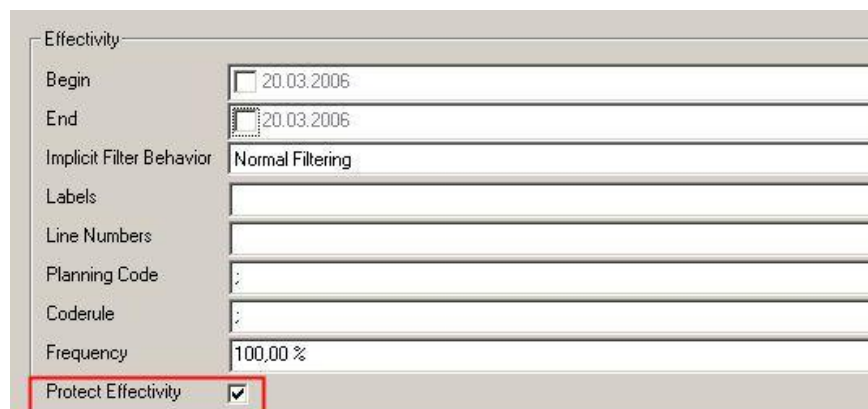 Effectivity
Begin 20.03.2006
End 20.03.2006
Implicit Filter Behavior Normal Filtering
Labels
Line Numbers
Planning Code ;
Coderule ;
Frequency 100,00 %
Protect Effectivity